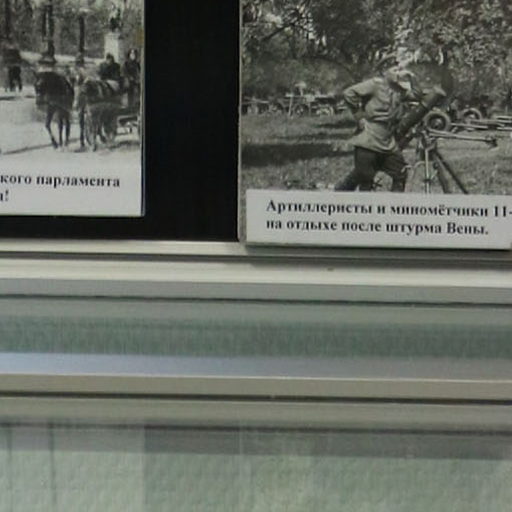 кого парламента
!
Артиллеристы и миномётчики 11-
на отдыхе после штурма Вены.